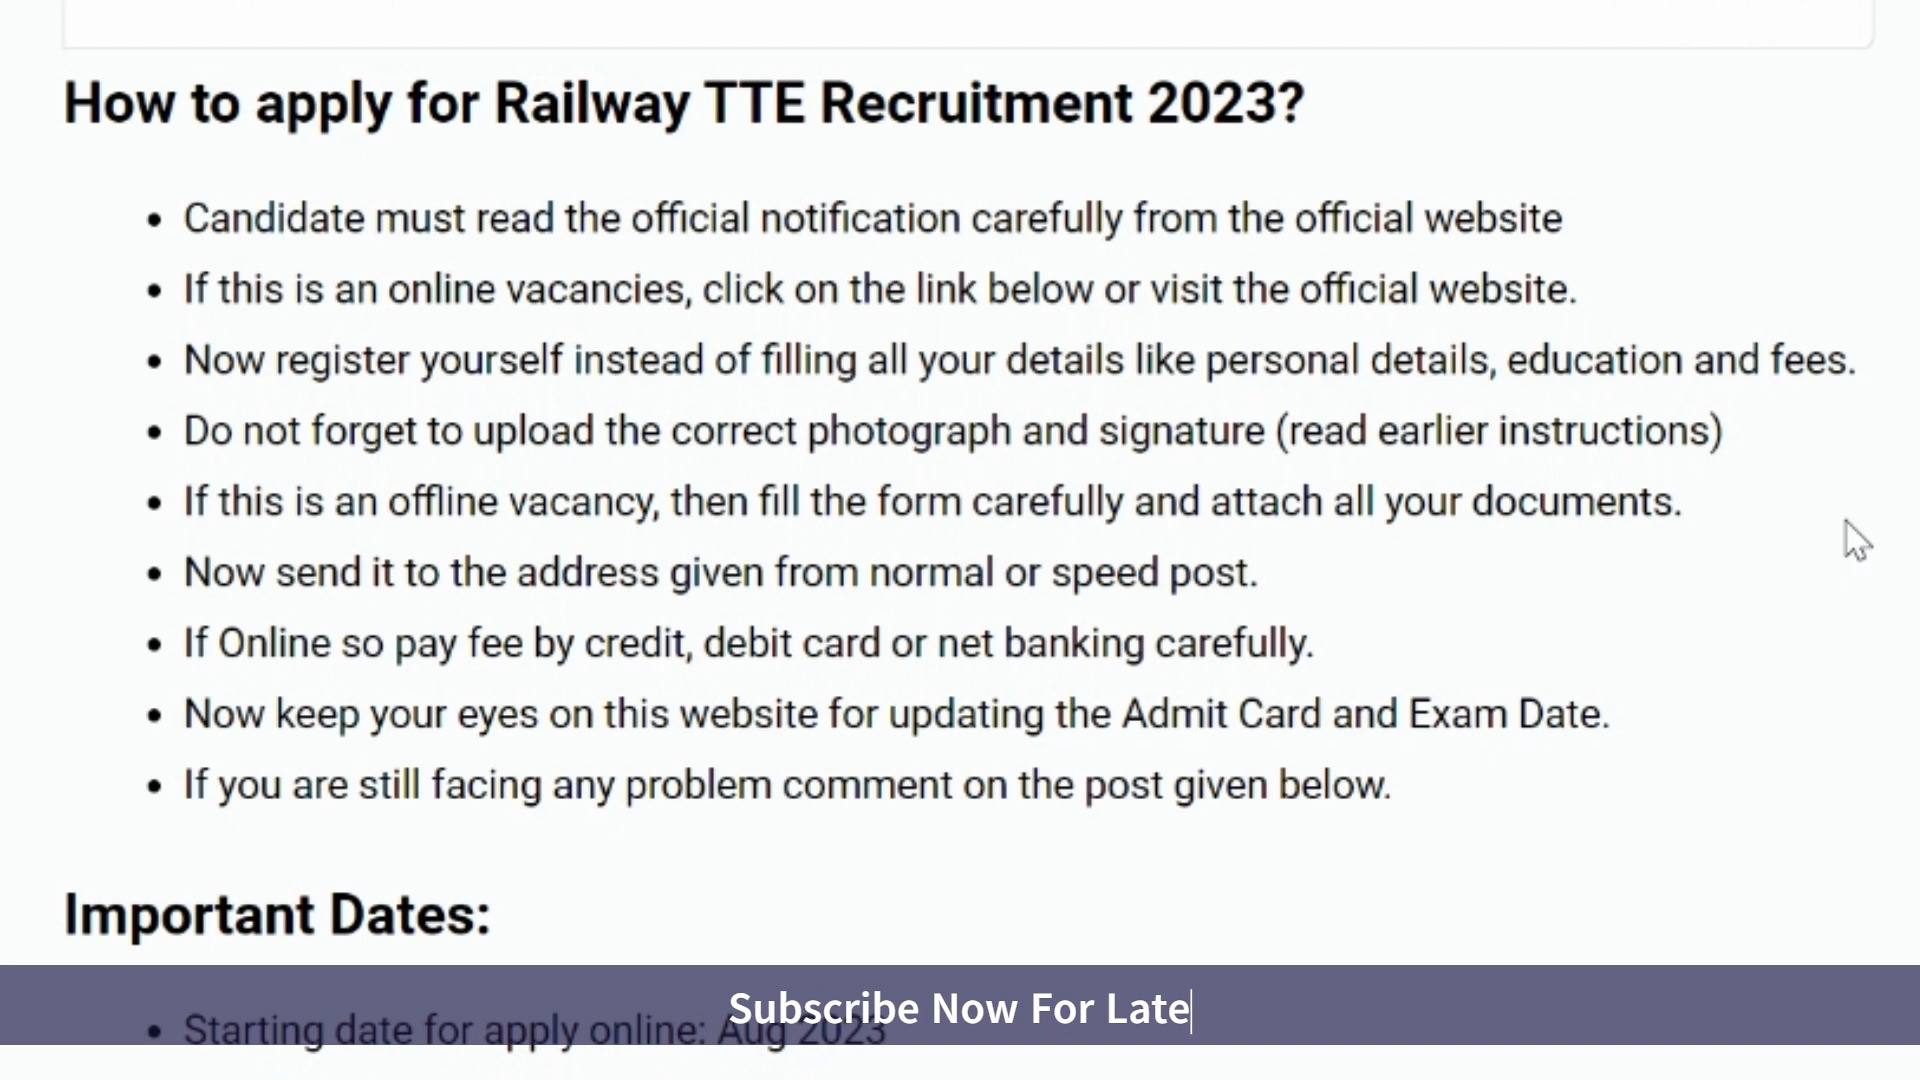 How to apply for Railway TTE Recruitment 2023?
• Candidate must read the official notification carefully from the official website
• If this is an online vacancies, click on the link below or visit the official website.
• Now register yourself instead of filling all your details like personal details, education and fees.
• Do not forget to upload the correct photograph and signature (read earlier instructions)
• If this is an offline vacancy, then fill the form carefully and attach all your documents.
• Now send it to the address given from normal or speed post.
• If Online so pay fee by credit, debit card or net banking carefully.
• Now keep your eyes on this website for updating the Admit Card and Exam Date.
• If you are still facing any problem comment on the post given below.
Important Dates:
Subscribe Now For Late
• Starting date for apply online: Aug 2023